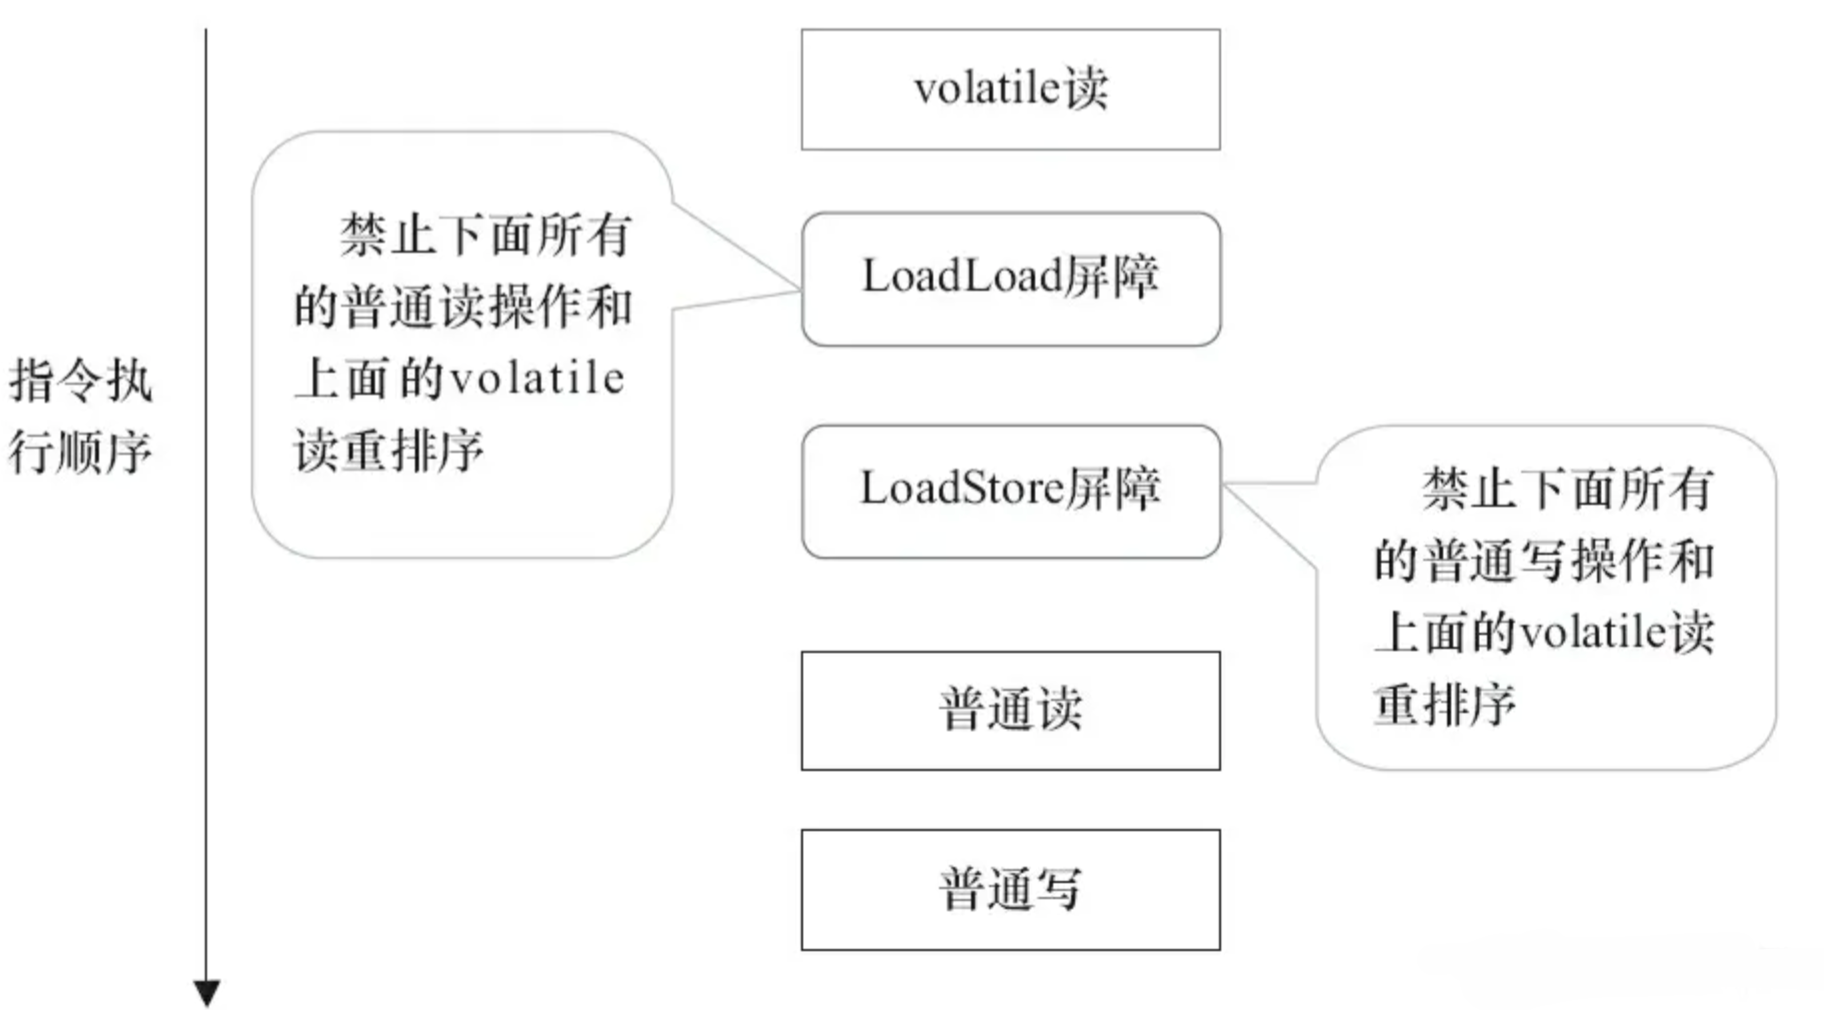 volatile读
禁止下面所有
的普通读操作和
上面的volatile
读重排序
LoadLoad屏障
指令执
行顺序
LoadStore屏障
禁止下面所有
的普通写操作和
上面的volatile读
重排序
普通读
普通写